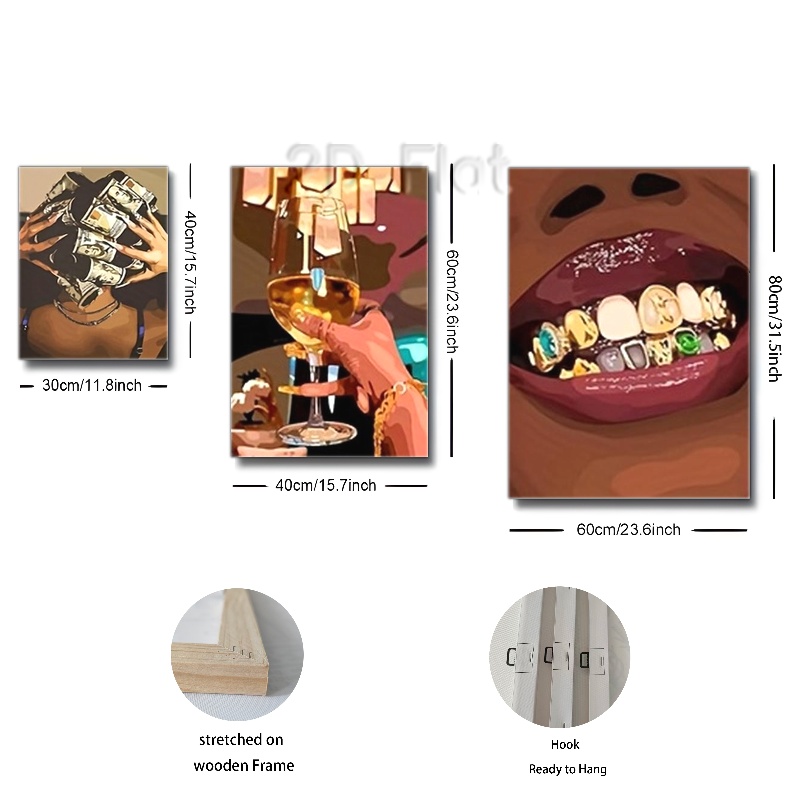 2D Flat
40cm/15.7inch
30cm/11.8inch
60cm/23.6inch
40cm/15.7inch
80cm/31.5inch
60cm/23.6inch
stretched on
wooden Frame
Hook
Ready to Hang